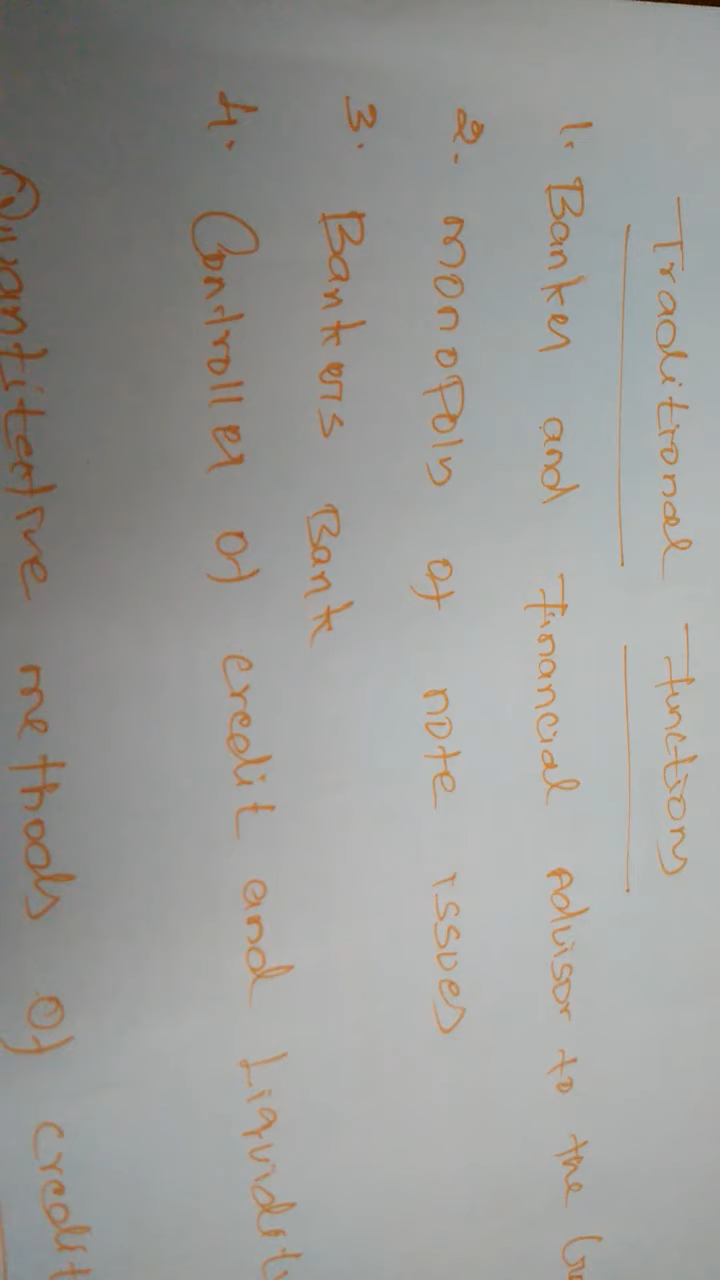 Traditional Functions
1. Banker and Financial Advisor to the
2. monopoly of note issues
3. Bankers Bank
4. Controller of credit and Liquidity
Quantitative methods of credit